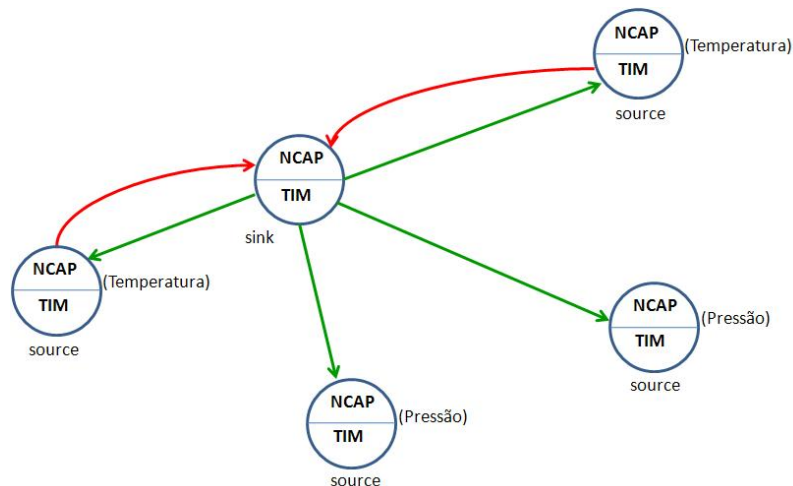 NCAP
(Temperatura)
TIM
source
NCAP
TIM
sink
NCAP
(Temperatura)
TIM
source
NCAP
(Pressão)
TIM
source
NCAP
(Pressão)
TIM
source